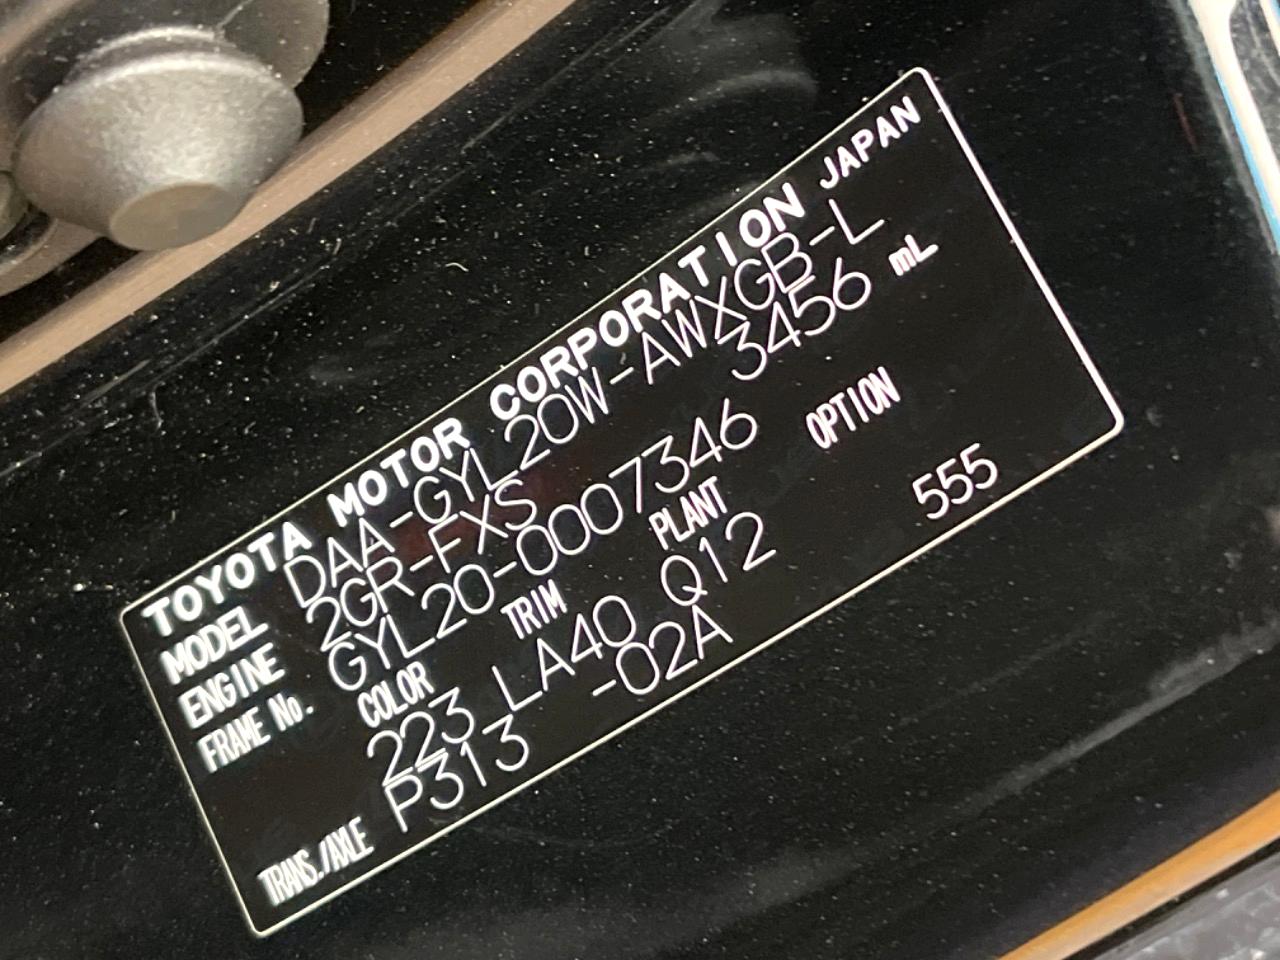 TOYOTA MOTOR CORPORATION JAPAN
MODEL DAA-GYL20W-AWXGB-L
ENGINE 2GR-FXS 3456 mL
FRAME No. GYL20-0007346
COLOR TRIM PLANT OPTION
223 LA40 Q12 555
TRANS./AXLE P313 -02A